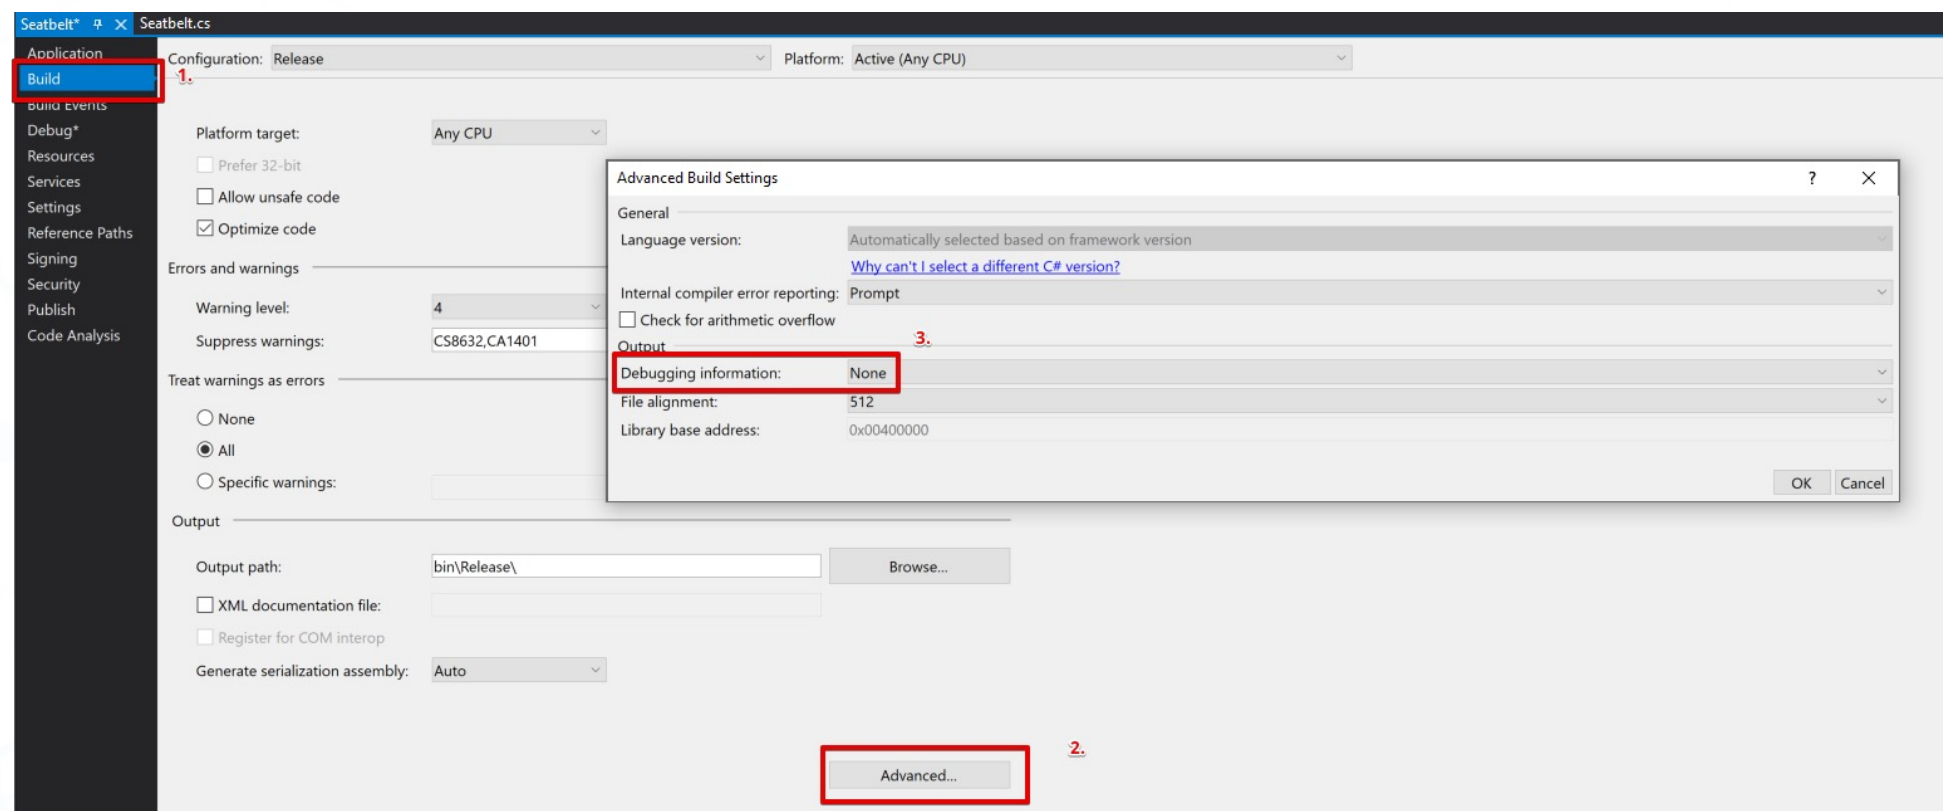 Seatbelt* Seatbelt.cs
Application
Build
1.
Build Events
Debug*
Resources
Services
Settings
Reference Paths
Signing
Security
Publish
Code Analysis
Configuration: Release Platform: Active (Any CPU)
Platform target: Any CPU
Prefer 32-bit
Allow unsafe code
Optimize code
Errors and warnings
Warning level: 4
Suppress warnings: CS8632,CA1401
Treat warnings as errors
None
All
Specific warnings:
Output
Output path: bin\Release\ Browse...
XML documentation file:
Register for COM interop
Generate serialization assembly: Auto
2.
Advanced...
Advanced Build Settings ?
General
Language version: Automatically selected based on framework version
Why can't I select a different C# version?
Internal compiler error reporting: Prompt
Check for arithmetic overflow
3.
Output
Debugging information: None
File alignment: 512
Library base address: 0x00400000
OK Cancel